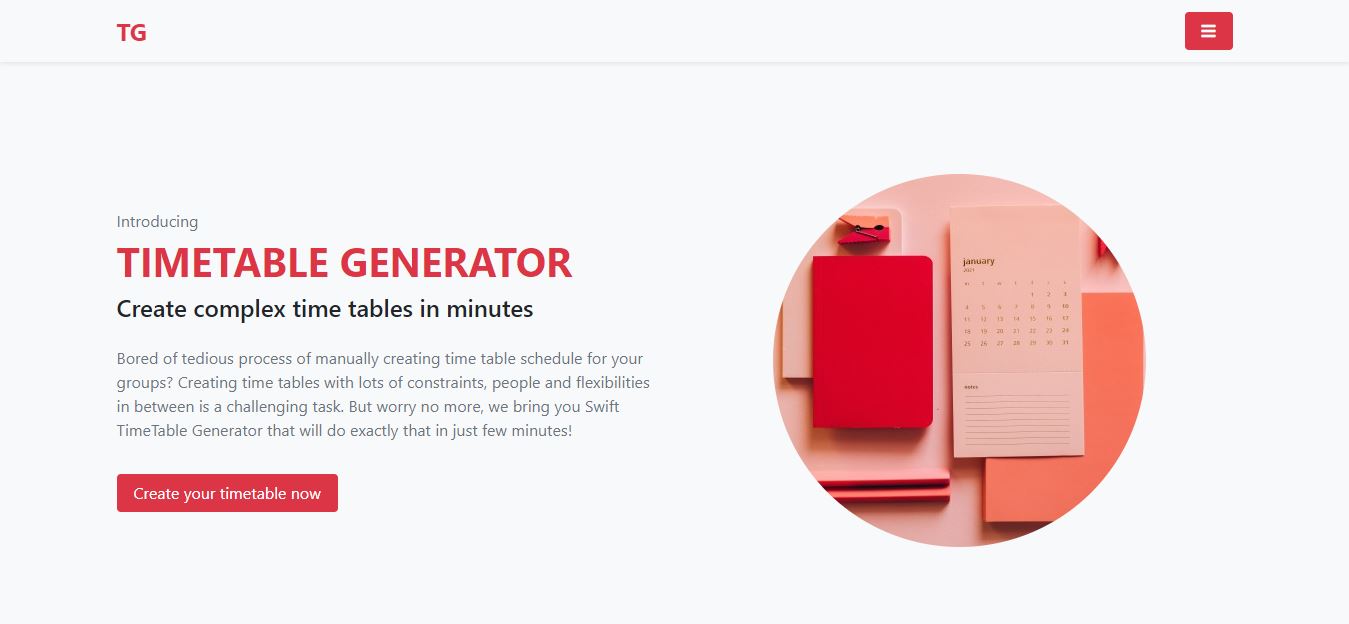 TG
Introducing
TIMETABLE GENERATOR
Create complex time tables in minutes
Bored of tedious process of manually creating time table schedule for your
groups? Creating time tables with lots of constraints, people and flexibilities
in between is a challenging task. But worry no more, we bring you Swift
TimeTable Generator that will do exactly that in just few minutes!
Create your timetable now
january
2021
1 2 3
4 5 6 7 8 9 10
11 12 13 14 15 16 17
18 19 20 21 22 23 24
25 26 27 28 29 30 31
notes